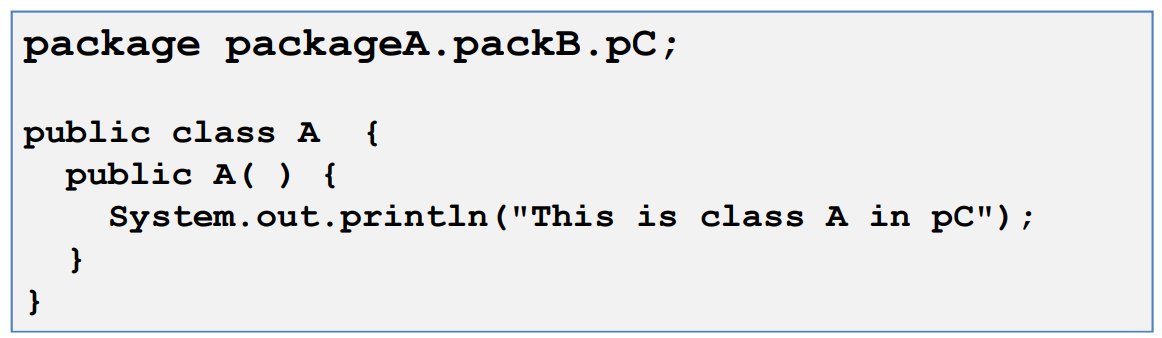 package packageA.packB.pC;
public class A  {
  public A( ) {
    System.out.println("This is class A in pC");
  }
}